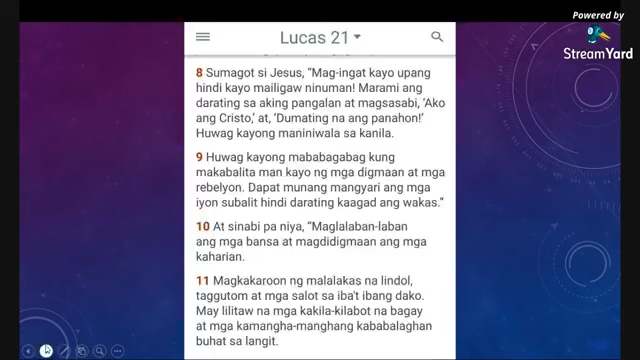 Powered by
StreamYard
Lucas 21
8 Sumagot si Jesus, “Mag-ingat kayo upang
hindi kayo mailigaw ninuman! Marami ang
darating sa aking pangalan at magsasabi, ‘Ako
ang Cristo,’ at, ‘Dumating na ang panahon!’
Huwag kayong maniniwala sa kanila.
9 Huwag kayong mababagabag kung
makabalita man kayo ng mga digmaan at mga
rebelyon. Dapat munang mangyari ang mga
iyon subalit hindi darating kaagad ang wakas.”
10 At sinabi pa niya, “Maglalaban-laban
ang mga bansa at magdidigmaan ang mga
kaharian.
11 Magkakaroon ng malalakas na lindol,
taggutom at mga salot sa iba't ibang dako.
May lilitaw na mga kakila-kilabot na bagay
at mga kamangha-manghang kababalaghan
buhat sa langit.